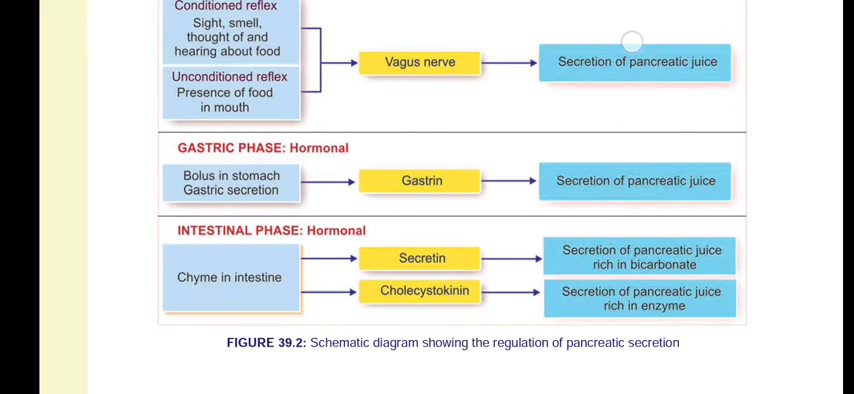 Conditioned reflex
Sight, smell,
thought of and
hearing about food
Unconditioned reflex
Presence of food
in mouth
Vagus nerve
Secretion of pancreatic juice
GASTRIC PHASE: Hormonal
Bolus in stomach
Gastric secretion
Gastrin
Secretion of pancreatic juice
INTESTINAL PHASE: Hormonal
Chyme in intestine
Secretin
Secretion of pancreatic juice
rich in bicarbonate
Cholecystokinin
Secretion of pancreatic juice
rich in enzyme
FIGURE 39.2: Schematic diagram showing the regulation of pancreatic secretion